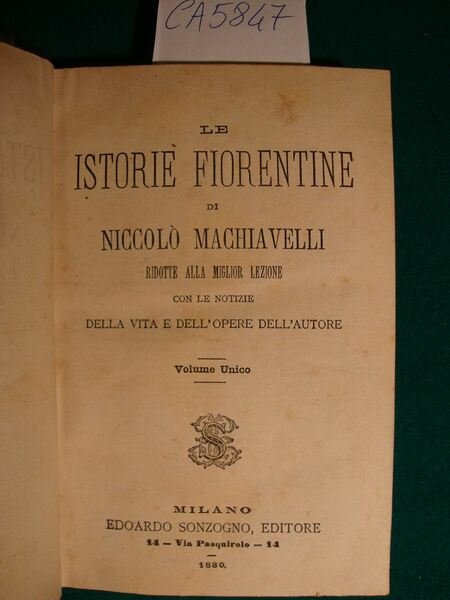 CA5847
LE
ISTORIE FIORENTINE
DI
NICCOLÒ MACHIAVELLI
RIDOTTE ALLA MIGLIOR LEZIONE
CON LE NOTIZIE
DELLA VITA E DELL'OPERE DELL'AUTORE
Volume Unico
MILANO
EDOARDO SONZOGNO, EDITORE
14 — Via Pasquirolo — 14
1880.